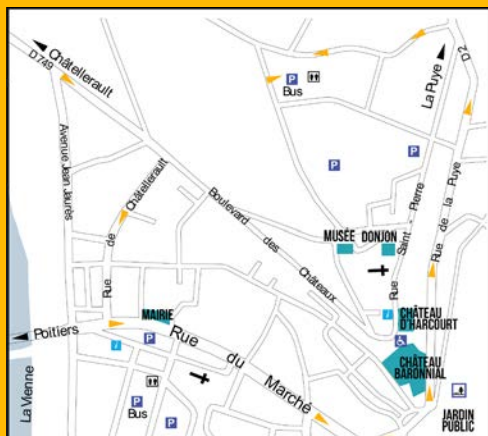 Châtellerault
D 749
La Puye
D 2
P
Bus
Avenue Jean Jaurès
P
P
Rue de Châtellerault
Boulevard des Châteaux
MUSÉE
DONJON
Rue Saint - Pierre
Rue de la Puye
i
CHÂTEAU
D'HARCOURT
MAIRIE
Poitiers
i
P
Rue du Marché
CHÂTEAU
BARONNIAL
La Vienne
P
Bus
P
JARDIN
PUBLIC